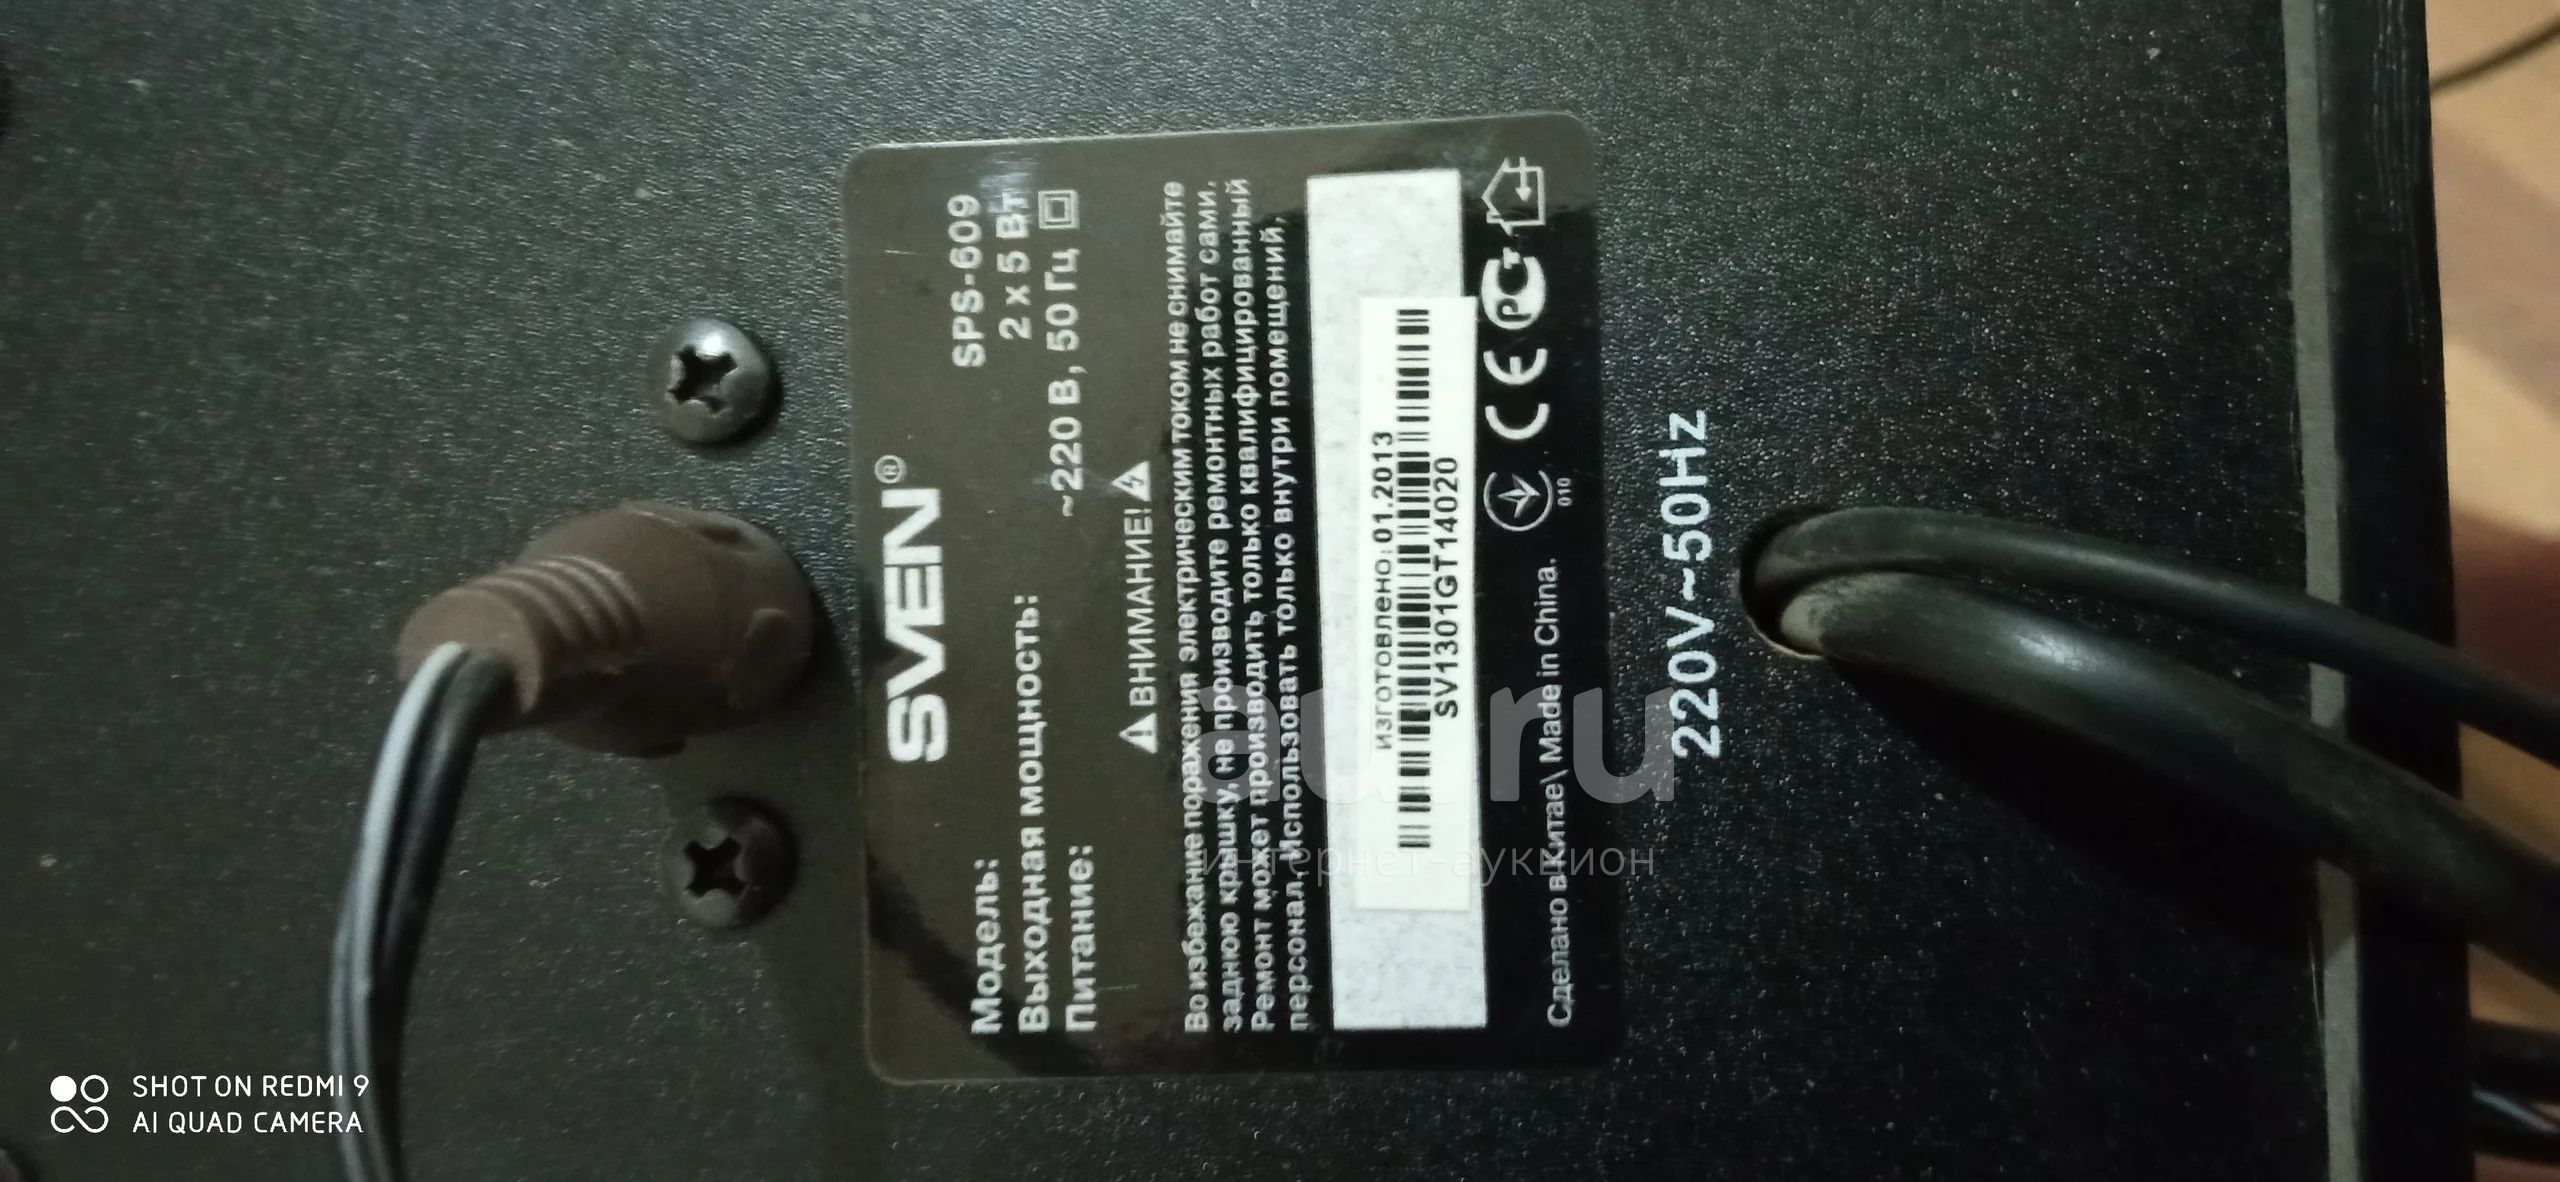 SVEN®
Модель: SPS-609
Выходная мощность: 2 x 5 Вт
Питание: ~220 В, 50 Гц
ВНИМАНИЕ!
Во избежание поражения электрическим током не снимайте
заднюю крышку, не производите ремонтных работ сами.
Ремонт может производить только квалифицированный
персонал. Использовать только внутри помещений.
изготовлено:01.2013
SV1301GT14020
Сделано в Китае\ Made in China.
010
CE
РСТ
220V~50Hz
au.ru
интернет-аукцион
SHOT ON REDMI 9
AI QUAD CAMERA